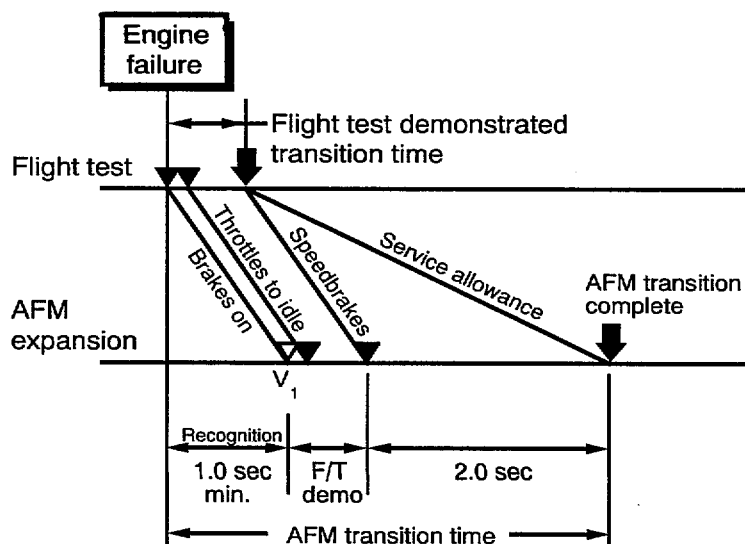 Engine
failure
Flight test demonstrated
transition time
Flight test
Brakes on
Throttles to idle
Speedbrakes
Service allowance
AFM transition
complete
AFM
expansion
V1
Recognition
1.0 sec
min.
F/T
demo
2.0 sec
AFM transition time